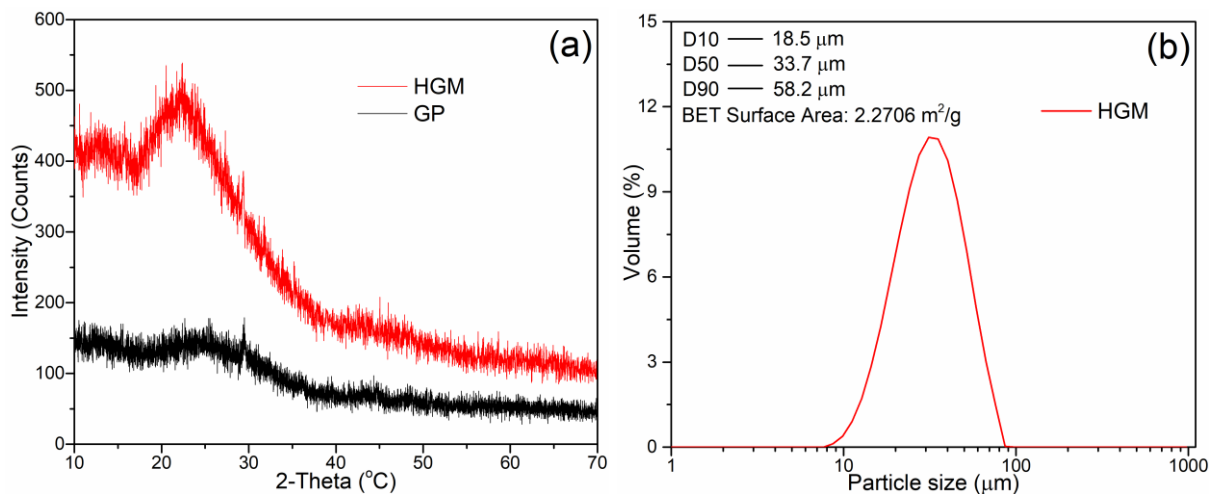 (a)
HGM
GP
Intensity (Counts)
600
500
400
300
200
100
0
10 20 30 40 50 60 70
2-Theta (°C)
(b)
D10 — 18.5 μm
D50 — 33.7 μm
D90 — 58.2 μm
BET Surface Area: 2.2706 m²/g
HGM
Volume (%)
15
12
9
6
3
0
1 10 100 1000
Particle size (μm)